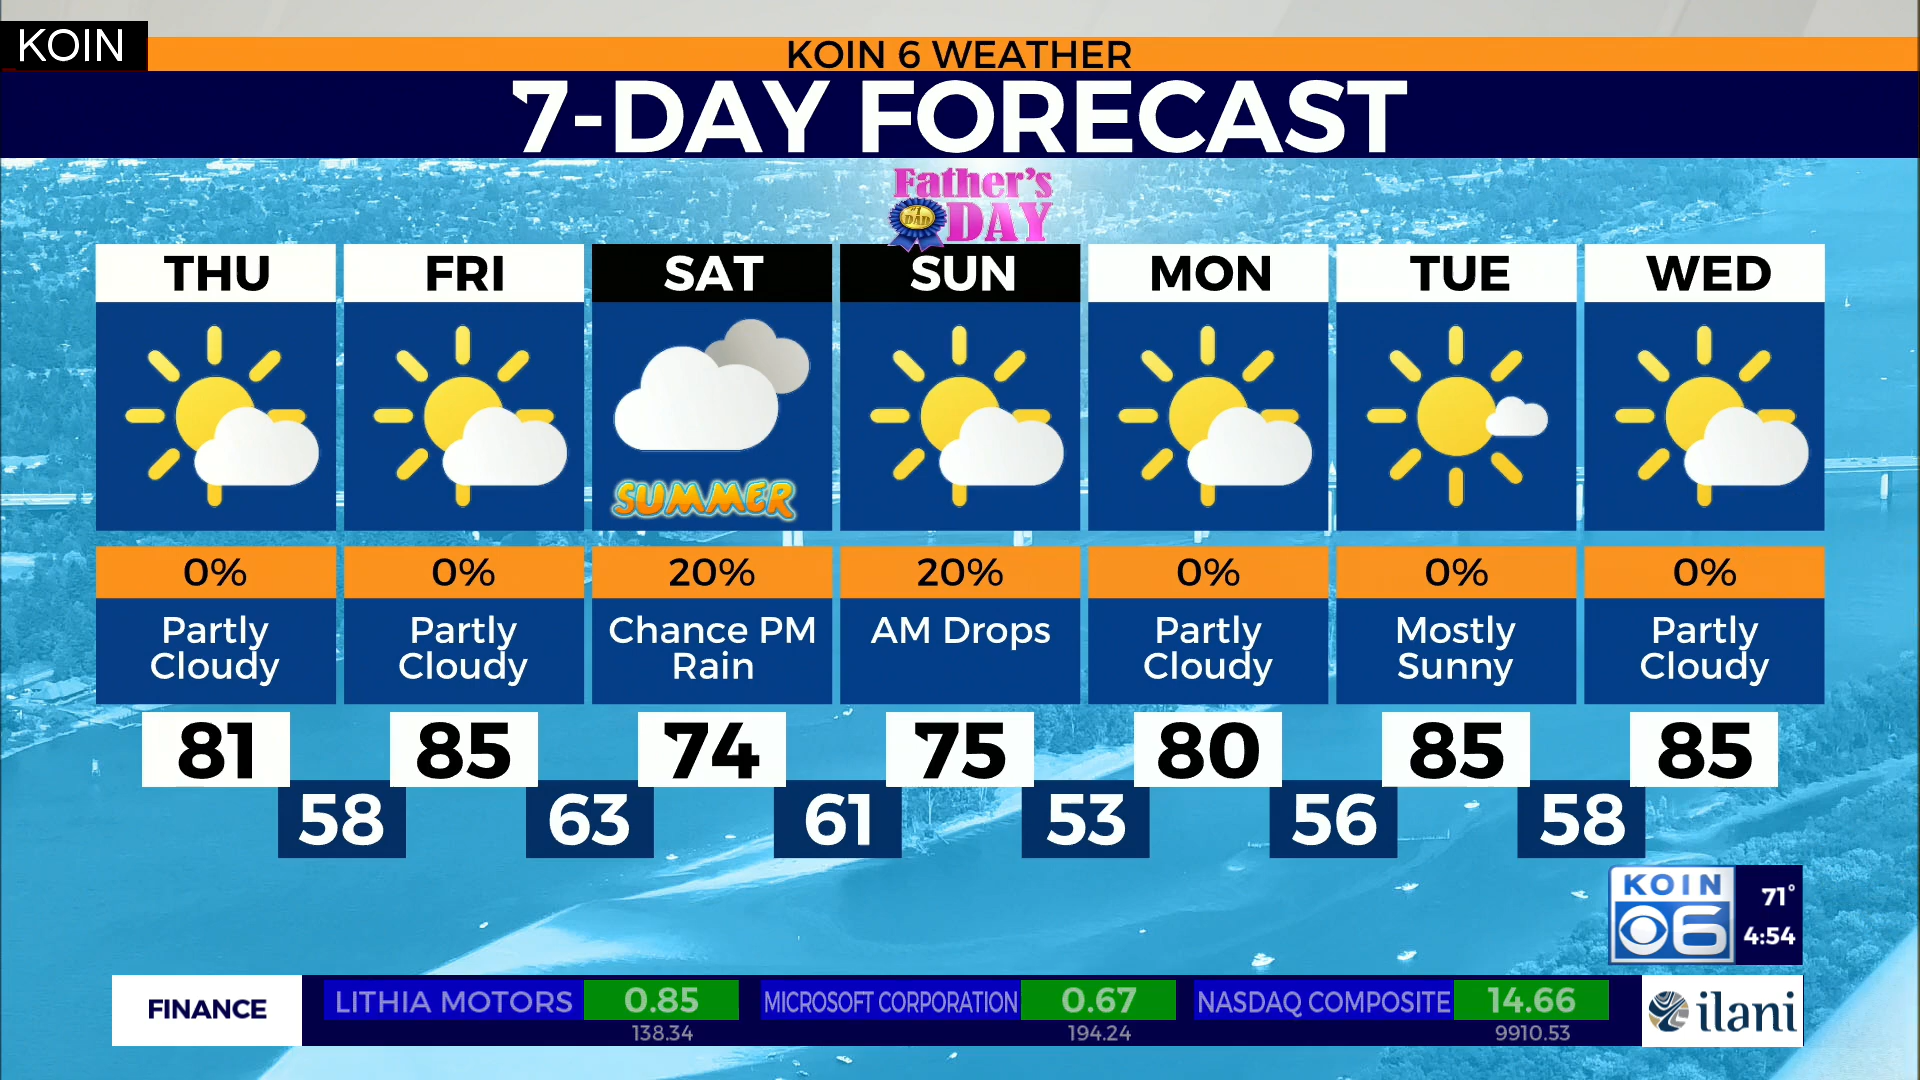 KOIN
KOIN 6 WEATHER
7-DAY FORECAST
Father's
#1 DAD DAY
THU FRI SAT SUN MON TUE WED
SUMMER
0% 0% 20% 20% 0% 0% 0%
Partly Partly Chance PM AM Drops Partly Mostly Partly
Cloudy Cloudy Rain Cloudy Sunny Cloudy
81 85 74 75 80 85 85
58 63 61 53 56 58
KOIN 71°
6 4:54
FINANCE LITHIA MOTORS 0.85 MICROSOFT CORPORATION 0.67 NASDAQ COMPOSITE 14.66 ilani
138.34 194.24 9910.53